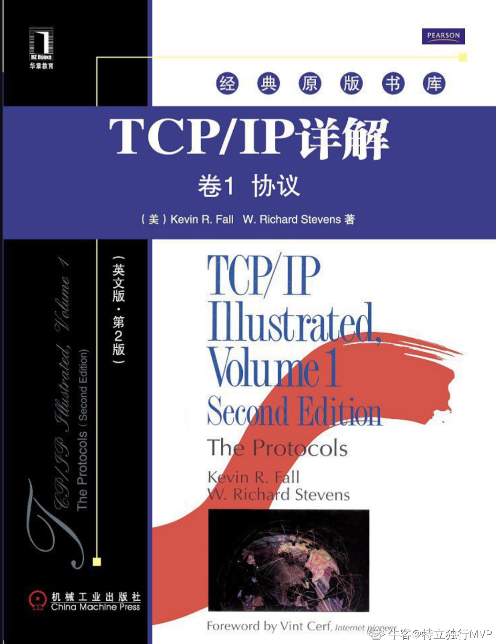 HZ Books
华章教育
PEARSON
经典原版书库
TCP/IP详解
卷1 协议
(美) Kevin R. Fall W. Richard Stevens 著
(英文版·第2版)
TCP/IP Illustrated, Volume 1
The Protocols (Second Edition)
TCP/IP
Illustrated,
Volume 1
Second Edition
The Protocols
Kevin R. Fall
W. Richard Stevens
机械工业出版社
China Machine Press
Foreword by Vint Cerf, Internet pioneer
牛客@特立独行MVP